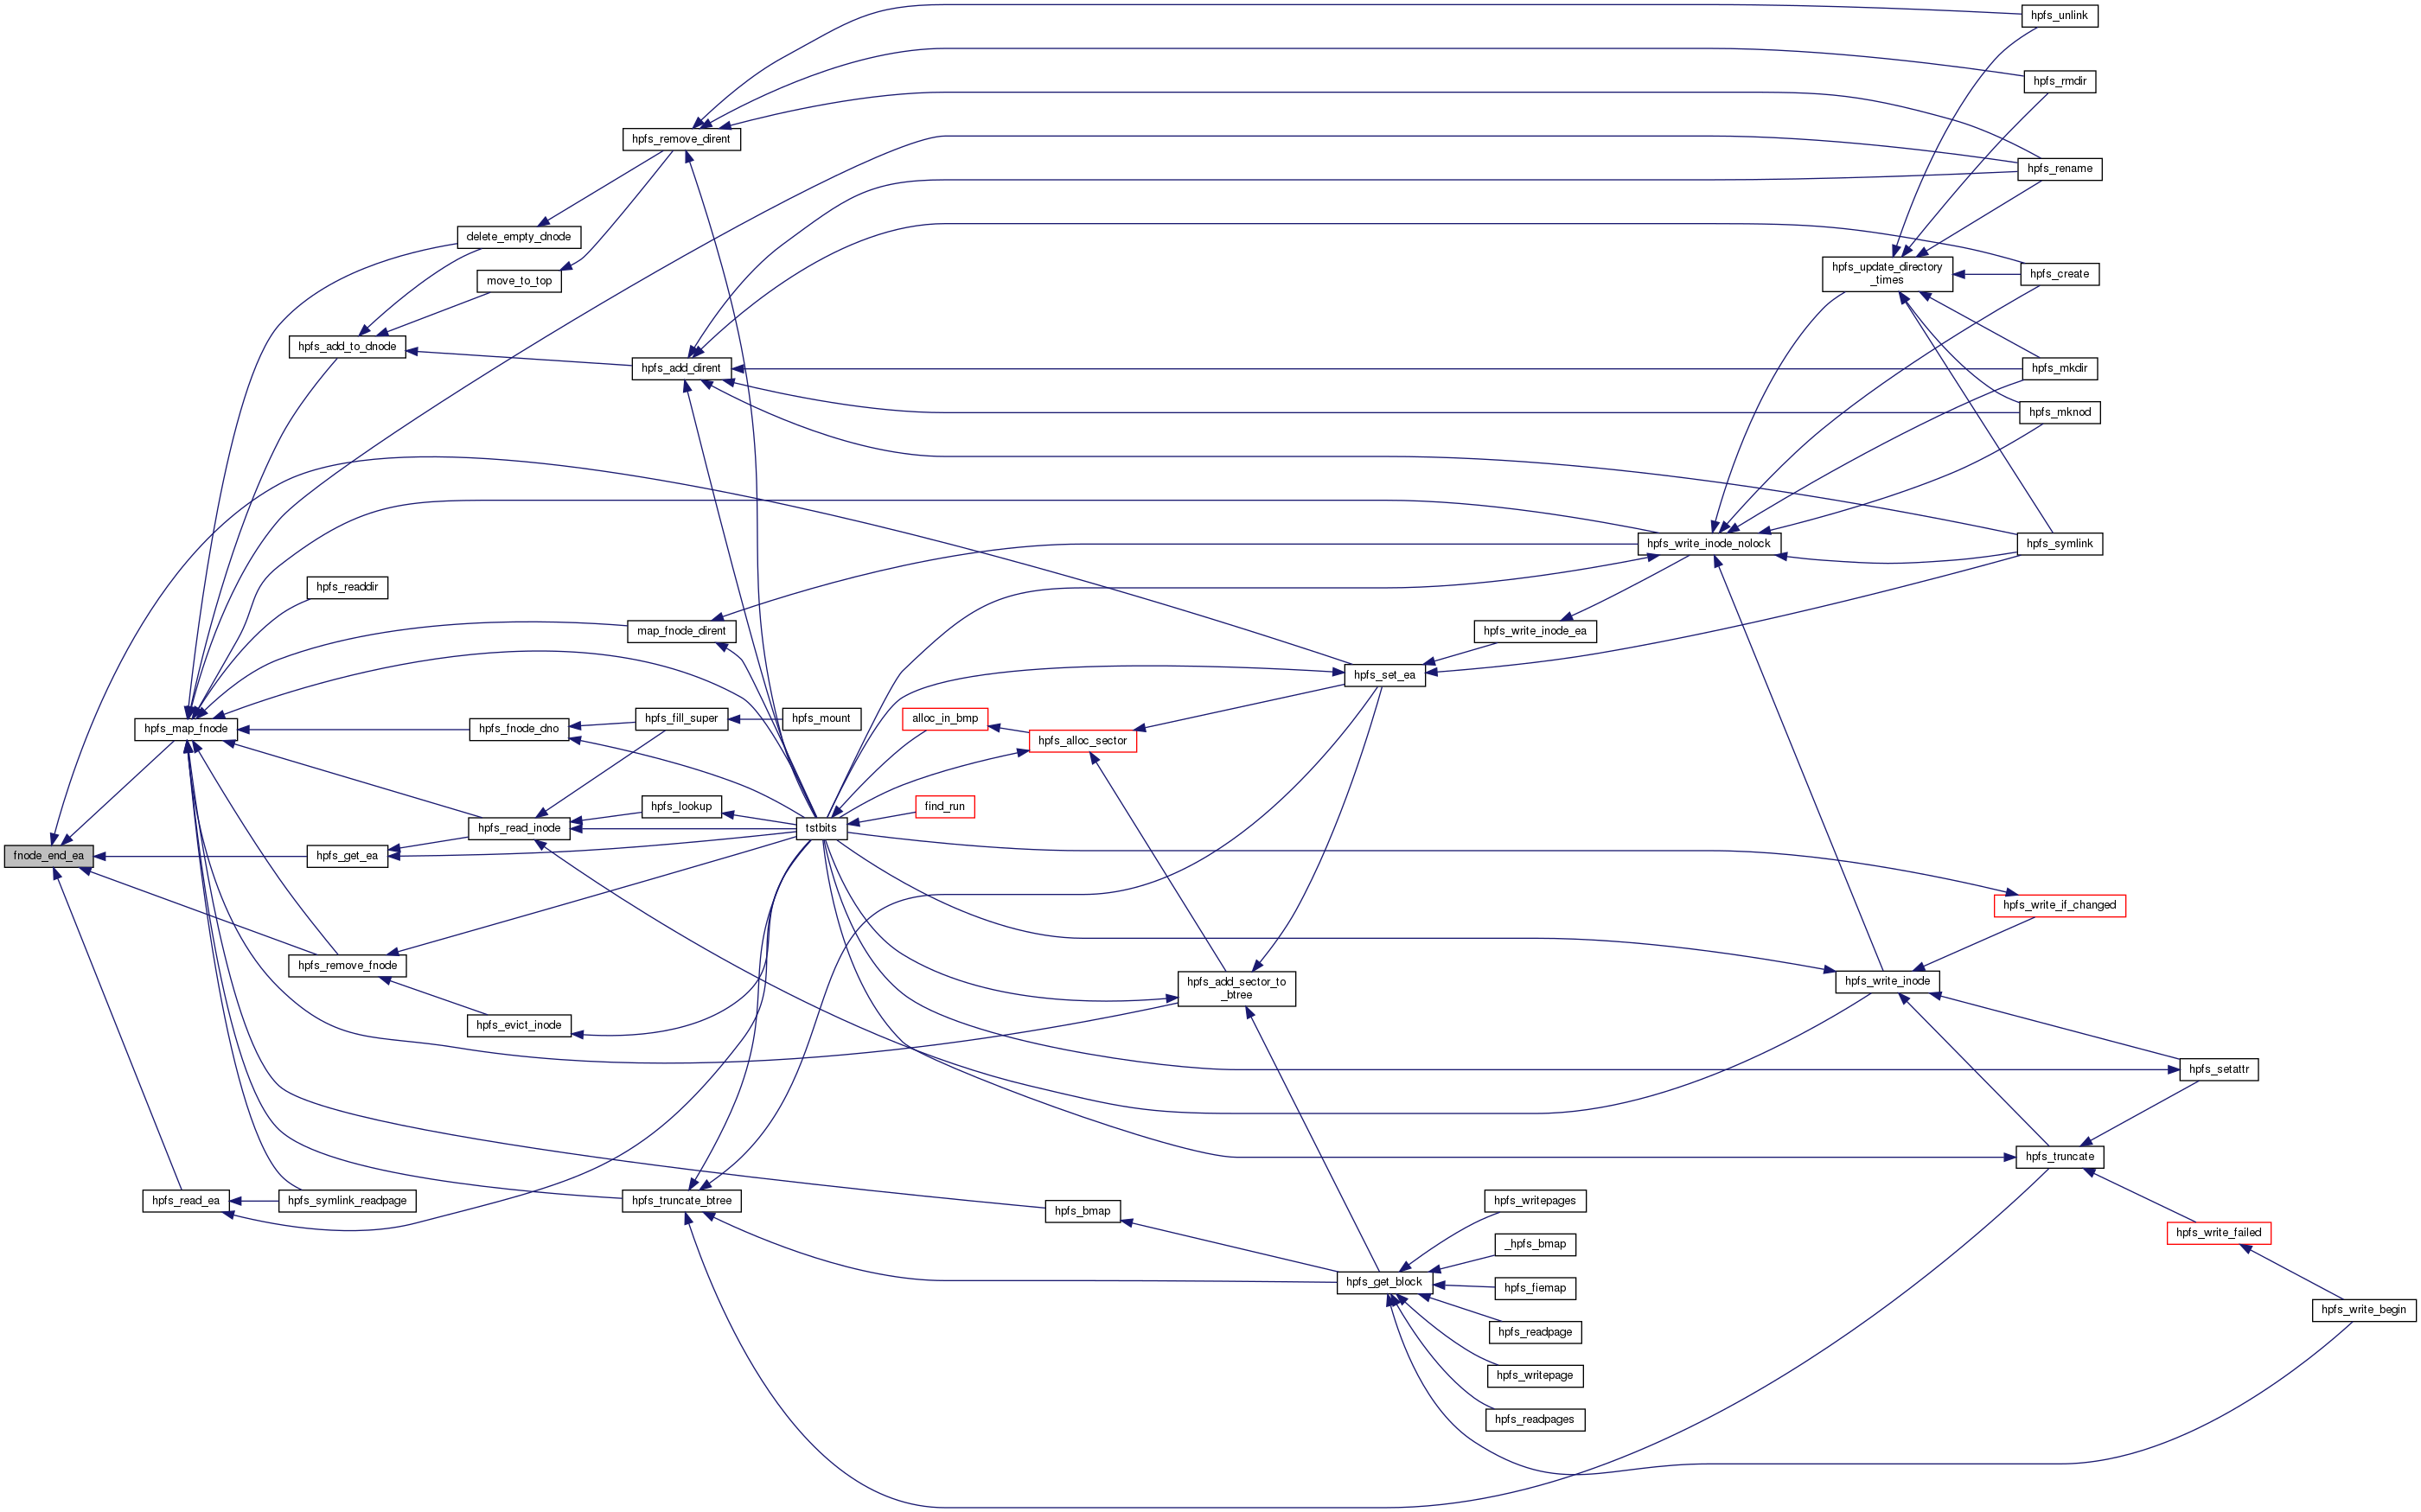 hpfs_unlink
hpfs_rmdir
hpfs_remove_dirent
hpfs_rename
delete_empty_dnode
move_to_top
hpfs_update_directory
_times
hpfs_create
hpfs_add_to_dnode
hpfs_add_dirent
hpfs_mkdir
hpfs_mknod
hpfs_write_inode_nolock
hpfs_symlink
hpfs_readdir
map_fnode_dirent
hpfs_write_inode_ea
hpfs_set_ea
hpfs_map_fnode
hpfs_fnode_dno
hpfs_fill_super
hpfs_mount
alloc_in_bmp
hpfs_alloc_sector
hpfs_lookup
find_run
hpfs_read_inode
tstbits
fnode_end_ea
hpfs_get_ea
hpfs_write_if_changed
hpfs_remove_fnode
hpfs_add_sector_to
_btree
hpfs_write_inode
hpfs_evict_inode
hpfs_setattr
hpfs_truncate
hpfs_read_ea
hpfs_symlink_readpage
hpfs_truncate_btree
hpfs_bmap
hpfs_writepages
hpfs_write_failed
_hpfs_bmap
hpfs_get_block
hpfs_fiemap
hpfs_write_begin
hpfs_readpage
hpfs_writepage
hpfs_readpages